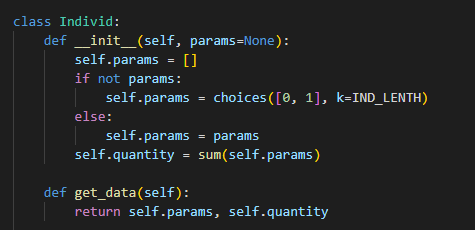 class Individ:
    def __init__(self, params=None):
        self.params = []
        if not params:
            self.params = choices([0, 1], k=IND_LENTH)
        else:
            self.params = params
        self.quantity = sum(self.params)

    def get_data(self):
        return self.params, self.quantity